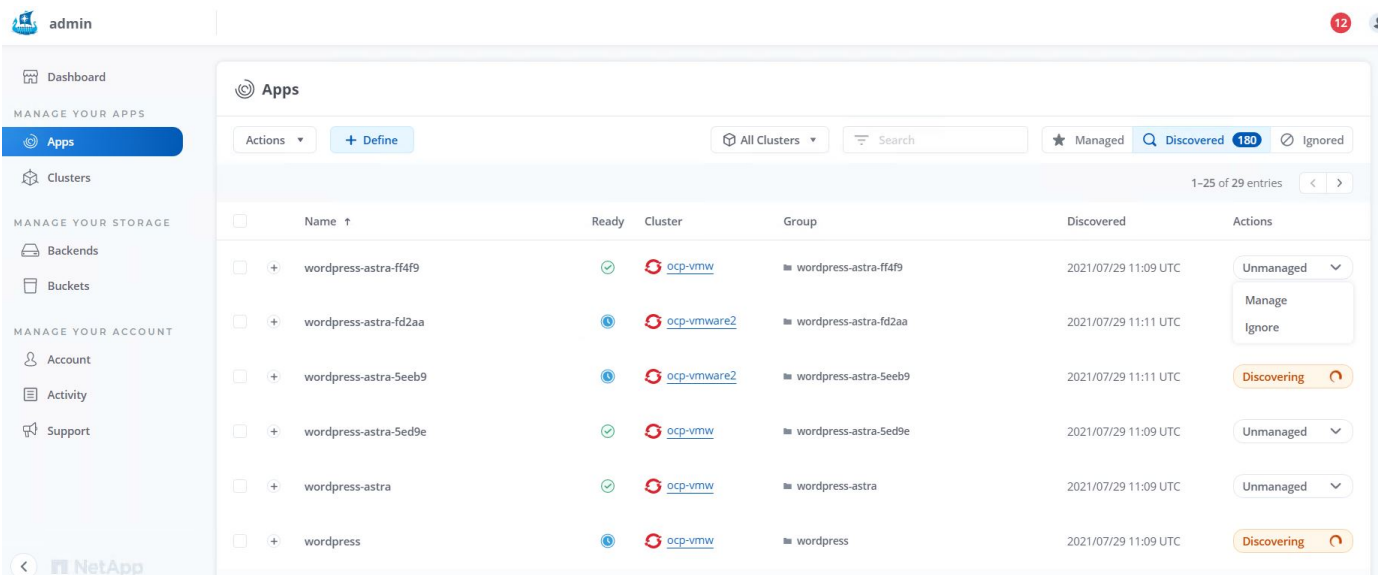 admin
12
Dashboard
MANAGE YOUR APPS
Apps
Clusters
MANAGE YOUR STORAGE
Backends
Buckets
MANAGE YOUR ACCOUNT
Account
Activity
Support
NetApp
Apps
Actions
+ Define
All Clusters
Search
Managed
Discovered 180
Ignored
1–25 of 29 entries
Name ↑ Ready Cluster Group Discovered Actions
wordpress-astra-ff4f9 ocp-vmw wordpress-astra-ff4f9 2021/07/29 11:09 UTC Unmanaged
Manage
Ignore
wordpress-astra-fd2aa ocp-vmware2 wordpress-astra-fd2aa 2021/07/29 11:11 UTC
wordpress-astra-5eeb9 ocp-vmware2 wordpress-astra-5eeb9 2021/07/29 11:11 UTC Discovering
wordpress-astra-5ed9e ocp-vmw wordpress-astra-5ed9e 2021/07/29 11:09 UTC Unmanaged
wordpress-astra ocp-vmw wordpress-astra 2021/07/29 11:09 UTC Unmanaged
wordpress ocp-vmw wordpress 2021/07/29 11:09 UTC Discovering